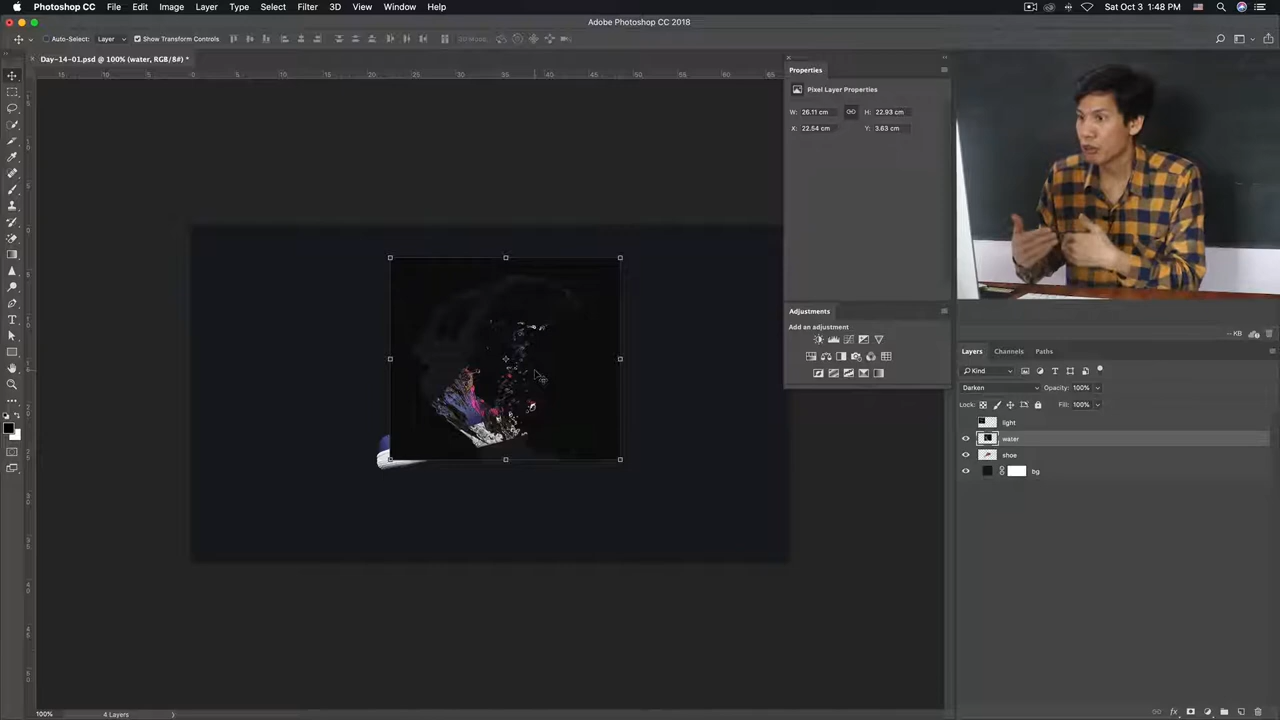 Photoshop CC File Edit Image Layer Type Select Filter 3D View Window Help
Sat Oct 3 1:48 PM
Adobe Photoshop CC 2018
Auto-Select: Layer Show Transform Controls
3D Mode:
Day-14-01.psd @ 100% (water, RGB/8#) *
Properties
Pixel Layer Properties
W: 26.11 cm H: 22.93 cm
X: 22.54 cm Y: 3.63 cm
Adjustments
Add an adjustment
-- KB
Layers Channels Paths
Kind
Darken Opacity: 100%
Lock: Fill: 100%
light
water
shoe
bg
100% 4 Layers